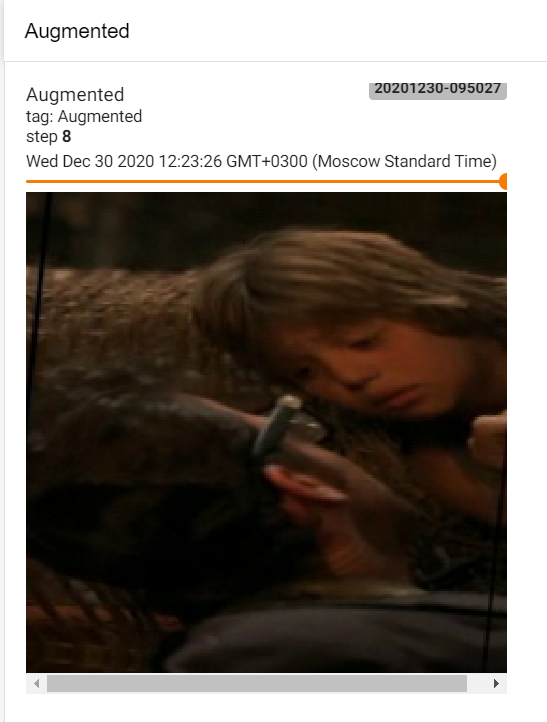 Augmented
Augmented
20201230-095027
tag: Augmented
step 8
Wed Dec 30 2020 12:23:26 GMT+0300 (Moscow Standard Time)